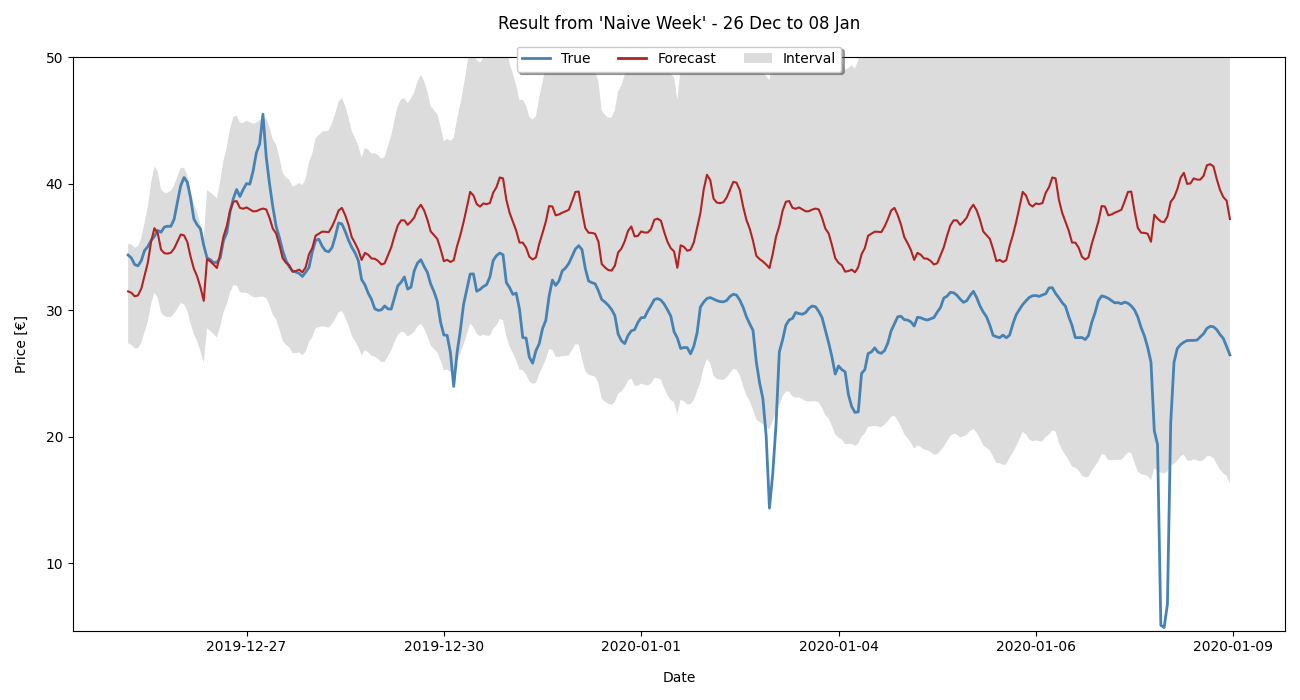 Result from 'Naive Week' - 26 Dec to 08 Jan
True
Forecast
Interval
50
40
30
20
10
Price [€]
2019-12-27
2019-12-30
2020-01-01
2020-01-04
2020-01-06
2020-01-09
Date